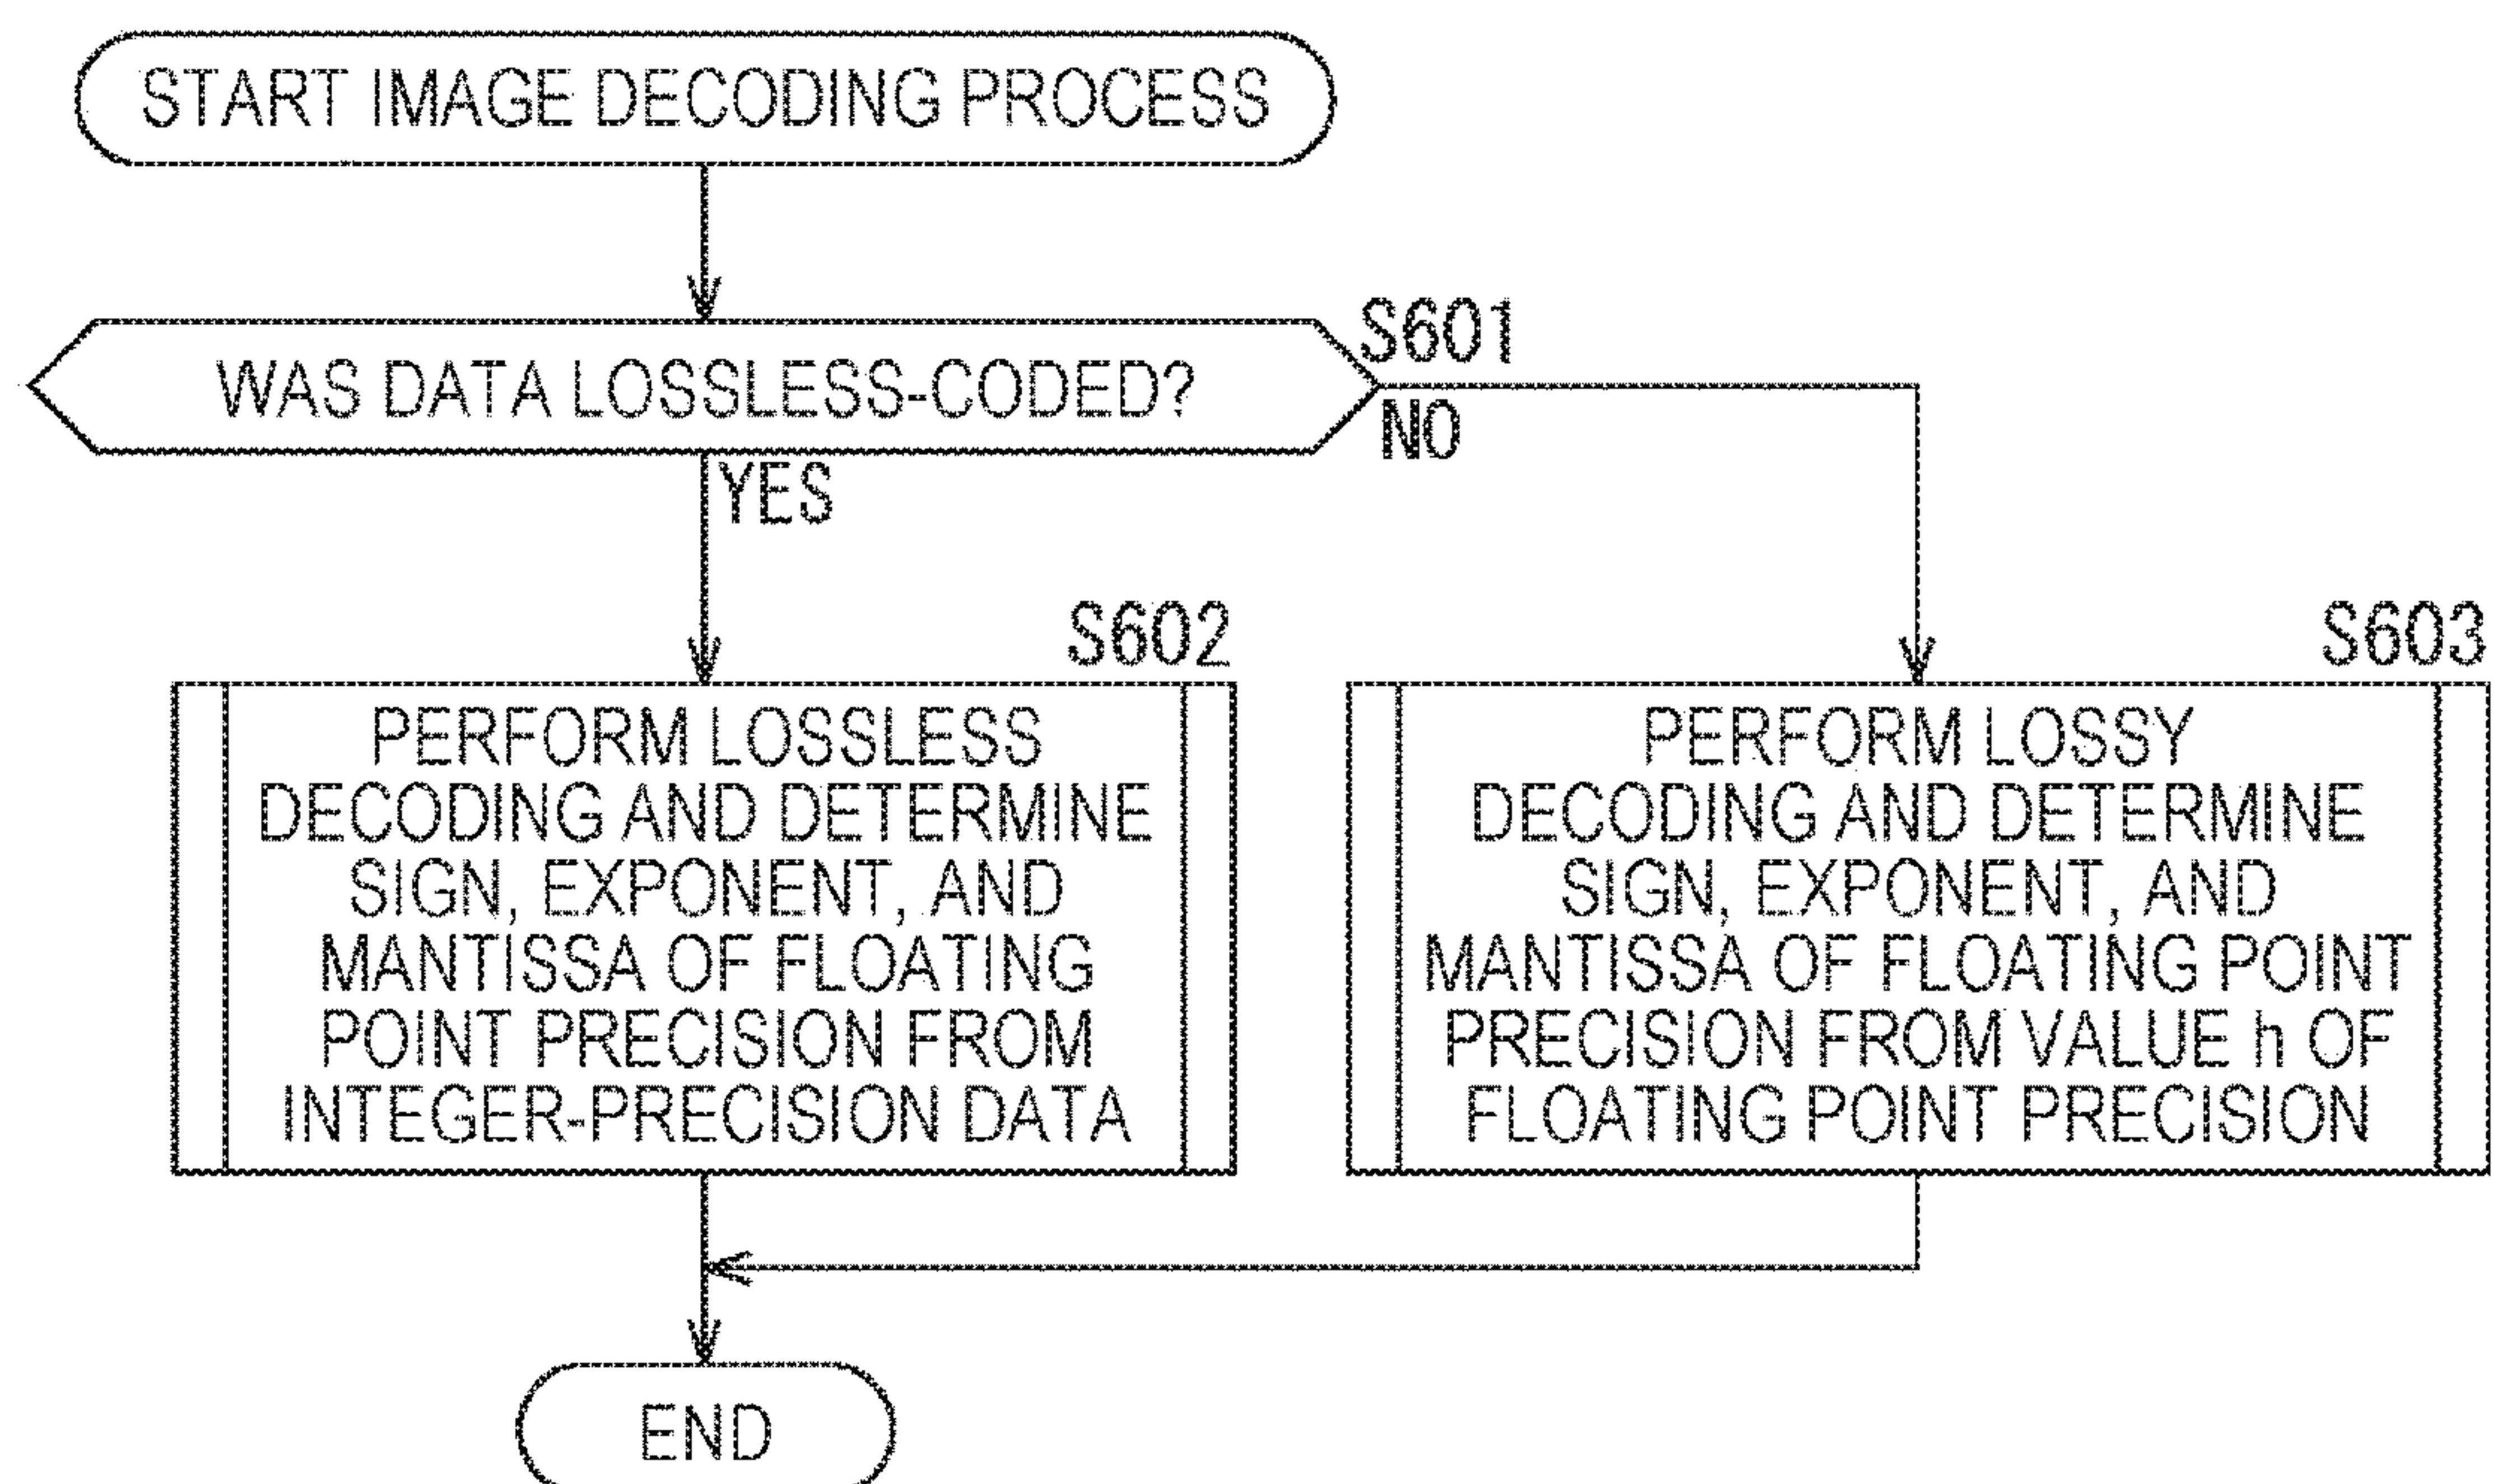 START IMAGE DECODING PROCESS
S601
WAS DATA LOSSLESS-CODED?
NO
YES
S602
PERFORM LOSSLESS
DECODING AND DETERMINE
SIGN, EXPONENT, AND
MANTISSA OF FLOATING
POINT PRECISION FROM
INTEGER-PRECISION DATA
S603
PERFORM LOSSY
DECODING AND DETERMINE
SIGN, EXPONENT, AND
MANTISSA OF FLOATING POINT
PRECISION FROM VALUE h OF
FLOATING POINT PRECISION
END